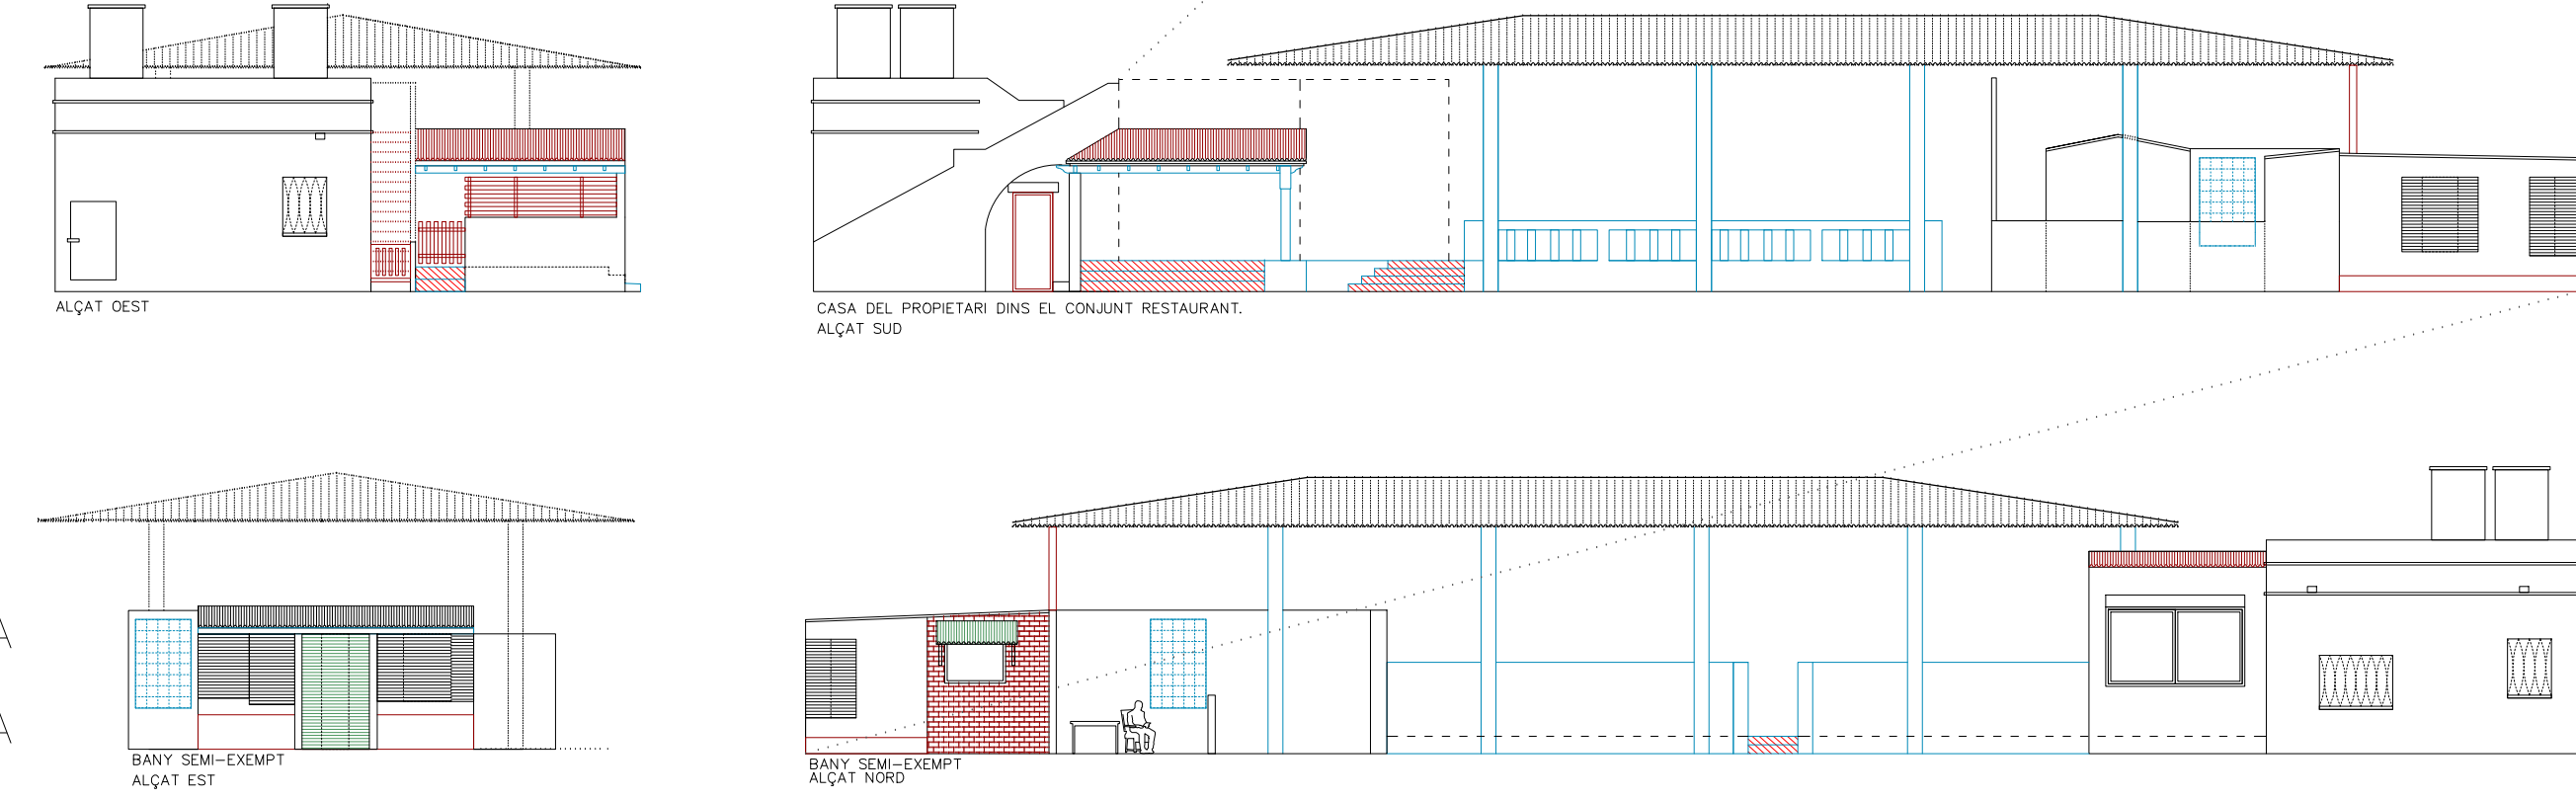 ALÇAT OEST
CASA DEL PROPIETARI DINS EL CONJUNT RESTAURANT.
ALÇAT SUD
BANY SEMI-EXEMPT
ALÇAT EST
BANY SEMI-EXEMPT
ALÇAT NORD